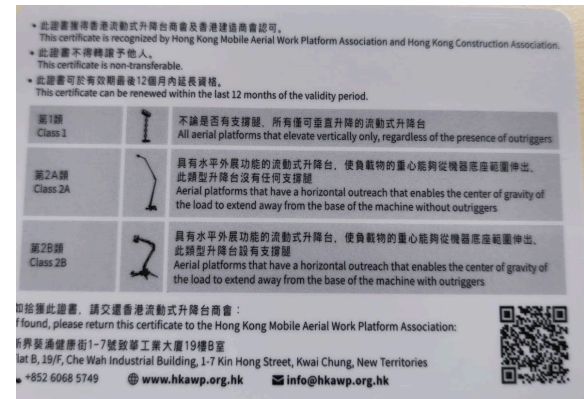 • 此證書獲得香港流動式升降台商會及香港建造商會認可。
This certificate is recognized by Hong Kong Mobile Aerial Work Platform Association and Hong Kong Construction Association.
• 此證書不得轉讓予他人。
This certificate is non-transferable.
• 此證書可於有效期最後12個月內延長資格。
This certificate can be renewed within the last 12 months of the validity period.
第1類
Class 1
不論是否有支撐腿，所有僅可垂直升降的流動式升降台
All aerial platforms that elevate vertically only, regardless of the presence of outriggers
第2A類
Class 2A
具有水平外展功能的流動式升降台，使負載物的重心能夠從機器底座範圍伸出，
此類型升降台沒有任何支撐腿
Aerial platforms that have a horizontal outreach that enables the center of gravity of
the load to extend away from the base of the machine without outriggers
第2B類
Class 2B
具有水平外展功能的流動式升降台，使負載物的重心能夠從機器底座範圍伸出，
此類型升降台設有支撐腿
Aerial platforms that have a horizontal outreach that enables the center of gravity of
the load to extend away from the base of the machine with outriggers
如拾獲此證書，請交還香港流動式升降台商會：
If found, please return this certificate to the Hong Kong Mobile Aerial Work Platform Association:
新界葵涌健康街1-7號致華工業大廈19樓B室
Flat B, 19/F, Che Wah Industrial Building, 1-7 Kin Hong Street, Kwai Chung, New Territories
+852 6068 5749 www.hkawp.org.hk info@hkawp.org.hk